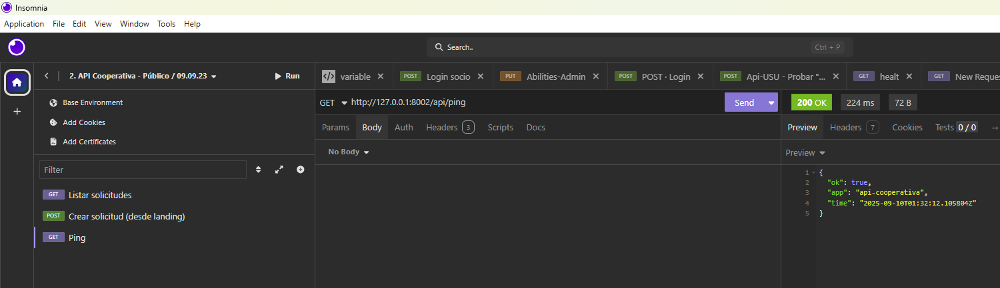 Insomnia
Application File Edit View Window Tools Help
Search.. Ctrl + P
2. API Cooperativa - Público / 09.09.23 Run
variable POST Login socio PUT Abilities-Admin POST POST · Login POST Api-USU - Probar "... GET healt GET New Reque
Base Environment
Add Cookies
Add Certificates
GET http://127.0.0.1:8002/api/ping Send 200 OK 224 ms 72 B
Params Body Auth Headers 3 Scripts Docs
Preview Headers 7 Cookies Tests 0 / 0 →
No Body
Preview
Filter
GET Listar solicitudes
POST Crear solicitud (desde landing)
GET Ping
1 {
2 "ok": true,
3 "app": "api-cooperativa",
4 "time": "2025-09-10T01:32:12.105804Z"
5 }